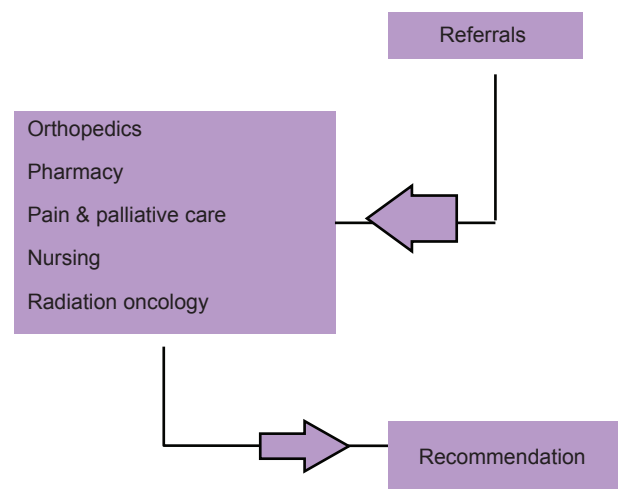 Referrals
Orthopedics
Pharmacy
Pain & palliative care
Nursing
Radiation oncology
Recommendation